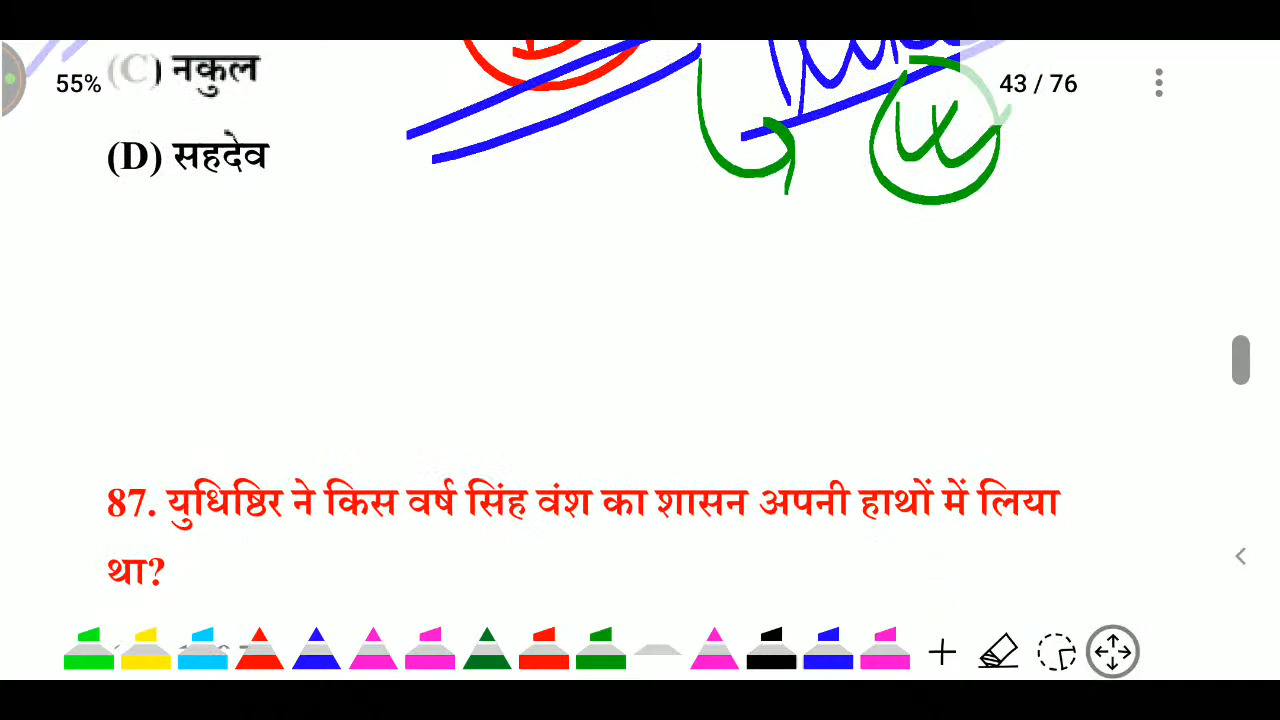 (C) नकुल
55%
43 / 76
(D) सहदेव
87. युधिष्ठिर ने किस वर्ष सिंह वंश का शासन अपनी हाथों में लिया
था?